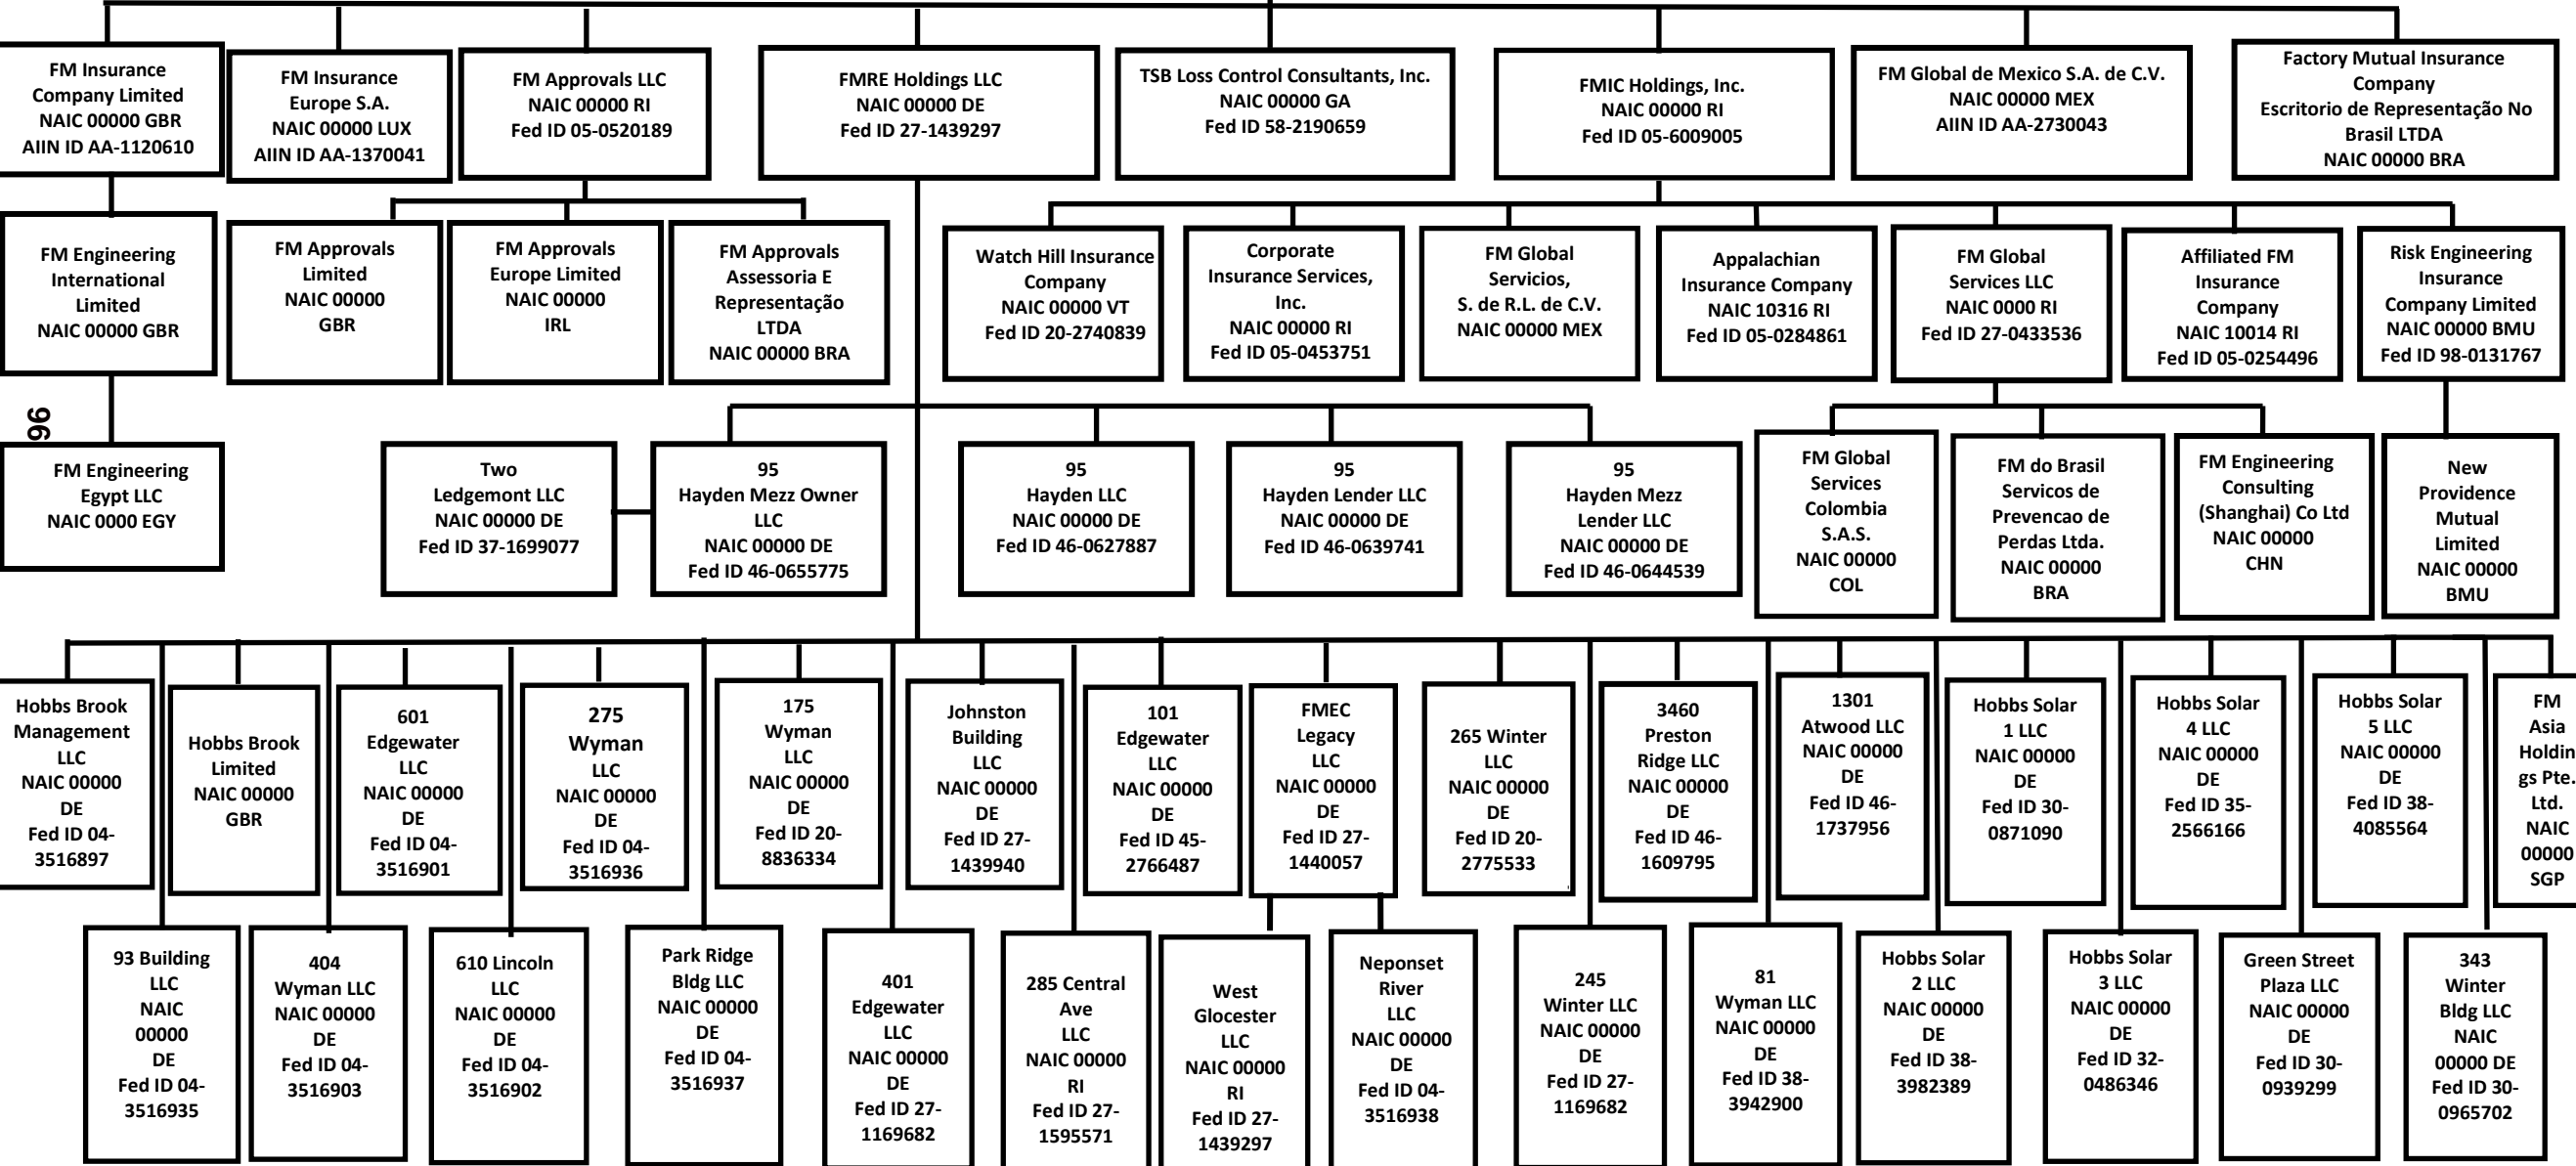 FM Insurance
Company Limited
NAIC 00000 GBR
AIIN ID AA-1120610
FM Insurance
Europe S.A.
NAIC 00000 LUX
AIIN ID AA-1370041
FM Approvals LLC
NAIC 00000 RI
Fed ID 05-0520189
FMRE Holdings LLC
NAIC 00000 DE
Fed ID 27-1439297
TSB Loss Control Consultants, Inc.
NAIC 00000 GA
Fed ID 58-2190659
FMIC Holdings, Inc.
NAIC 00000 RI
Fed ID 05-6009005
FM Global de Mexico S.A. de C.V.
NAIC 00000 MEX
AIIN ID AA-2730043
Factory Mutual Insurance
Company
Escritorio de Representação No
Brasil LTDA
NAIC 00000 BRA
FM Engineering
International
Limited
NAIC 00000 GBR
FM Approvals
Limited
NAIC 00000
GBR
FM Approvals
Europe Limited
NAIC 00000
IRL
FM Approvals
Assessoria E
Representação
LTDA
NAIC 00000 BRA
Watch Hill Insurance
Company
NAIC 00000 VT
Fed ID 20-2740839
Corporate
Insurance Services,
Inc.
NAIC 00000 RI
Fed ID 05-0453751
FM Global
Servicios,
S. de R.L. de C.V.
NAIC 00000 MEX
Appalachian
Insurance Company
NAIC 10316 RI
Fed ID 05-0284861
FM Global
Services LLC
NAIC 0000 RI
Fed ID 27-0433536
Affiliated FM
Insurance
Company
NAIC 10014 RI
Fed ID 05-0254496
Risk Engineering
Insurance
Company Limited
NAIC 00000 BMU
Fed ID 98-0131767
96
FM Engineering
Egypt LLC
NAIC 0000 EGY
Two
Ledgemont LLC
NAIC 00000 DE
Fed ID 37-1699077
95
Hayden Mezz Owner
LLC
NAIC 00000 DE
Fed ID 46-0655775
95
Hayden LLC
NAIC 00000 DE
Fed ID 46-0627887
95
Hayden Lender LLC
NAIC 00000 DE
Fed ID 46-0639741
95
Hayden Mezz
Lender LLC
NAIC 00000 DE
Fed ID 46-0644539
FM Global
Services
Colombia
S.A.S.
NAIC 00000
COL
FM do Brasil
Servicos de
Prevencao de
Perdas Ltda.
NAIC 00000
BRA
FM Engineering
Consulting
(Shanghai) Co Ltd
NAIC 00000
CHN
New
Providence
Mutual
Limited
NAIC 00000
BMU
Hobbs Brook
Management
LLC
NAIC 00000
DE
Fed ID 04-
3516897
Hobbs Brook
Limited
NAIC 00000
GBR
601
Edgewater
LLC
NAIC 00000
DE
Fed ID 04-
3516901
275
Wyman
LLC
NAIC 00000
DE
Fed ID 04-
3516936
175
Wyman
LLC
NAIC 00000
DE
Fed ID 20-
8836334
Johnston
Building
LLC
NAIC 00000
DE
Fed ID 27-
1439940
101
Edgewater
LLC
NAIC 00000
DE
Fed ID 45-
2766487
FMEC
Legacy
LLC
NAIC 00000
DE
Fed ID 27-
1440057
265 Winter
LLC
NAIC 00000
DE
Fed ID 20-
2775533
3460
Preston
Ridge LLC
NAIC 00000
DE
Fed ID 46-
1609795
1301
Atwood LLC
NAIC 00000
DE
Fed ID 46-
1737956
Hobbs Solar
1 LLC
NAIC 00000
DE
Fed ID 30-
0871090
Hobbs Solar
4 LLC
NAIC 00000
DE
Fed ID 35-
2566166
Hobbs Solar
5 LLC
NAIC 00000
DE
Fed ID 38-
4085564
FM
Asia
Holdin
gs Pte.
Ltd.
NAIC
00000
SGP
93 Building
LLC
NAIC
00000
DE
Fed ID 04-
3516935
404
Wyman LLC
NAIC 00000
DE
Fed ID 04-
3516903
610 Lincoln
LLC
NAIC 00000
DE
Fed ID 04-
3516902
Park Ridge
Bldg LLC
NAIC 00000
DE
Fed ID 04-
3516937
401
Edgewater
LLC
NAIC 00000
DE
Fed ID 27-
1169682
285 Central
Ave
LLC
NAIC 00000
RI
Fed ID 27-
1595571
West
Glocester
LLC
NAIC 00000
RI
Fed ID 27-
1439297
Neponset
River
LLC
NAIC 00000
DE
Fed ID 04-
3516938
245
Winter LLC
NAIC 00000
DE
Fed ID 27-
1169682
81
Wyman LLC
NAIC 00000
DE
Fed ID 38-
3942900
Hobbs Solar
2 LLC
NAIC 00000
DE
Fed ID 38-
3982389
Hobbs Solar
3 LLC
NAIC 00000
DE
Fed ID 32-
0486346
Green Street
Plaza LLC
NAIC 00000
DE
Fed ID 30-
0939299
343
Winter
Bldg LLC
NAIC
00000 DE
Fed ID 30-
0965702